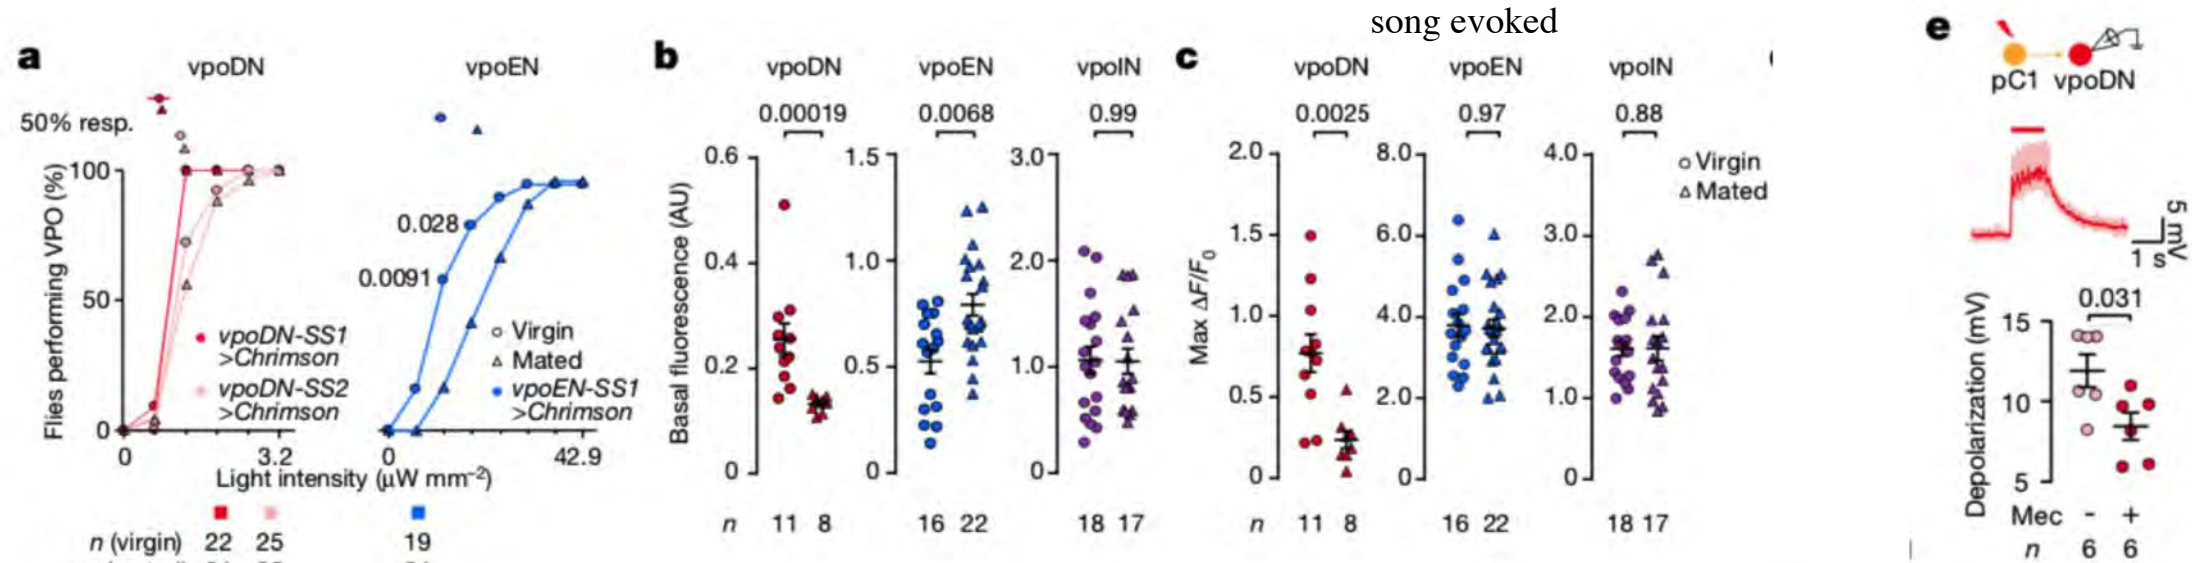 song evoked
a
vpoDN
vpoEN
50% resp.
Flies performing VPO (%)
100
50
0
0.028
0.0091
vpoDN-SS1
>Chrimson
vpoDN-SS2
>Chrimson
Virgin
Mated
vpoEN-SS1
>Chrimson
0
3.2
0
42.9
Light intensity (μW mm⁻²)
n (virgin) 22 25 19
b
vpoDN
vpoEN
vpoIN
0.00019
0.0068
0.99
Basal fluorescence (AU)
0.6
0.4
0.2
0
1.5
1.0
0.5
0
3.0
2.0
1.0
0
n 11 8 16 22 18 17
c
vpoDN
vpoEN
vpoIN
0.0025
0.97
0.88
Max ΔF/F₀
2.0
1.5
1.0
0.5
0
8.0
6.0
4.0
2.0
0
4.0
3.0
2.0
1.0
0
Virgin
Mated
n 11 8 16 22 18 17
e
pC1 vpoDN
5 mV
1 s
0.031
Depolarization (mV)
15
10
5
Mec - +
n 6 6